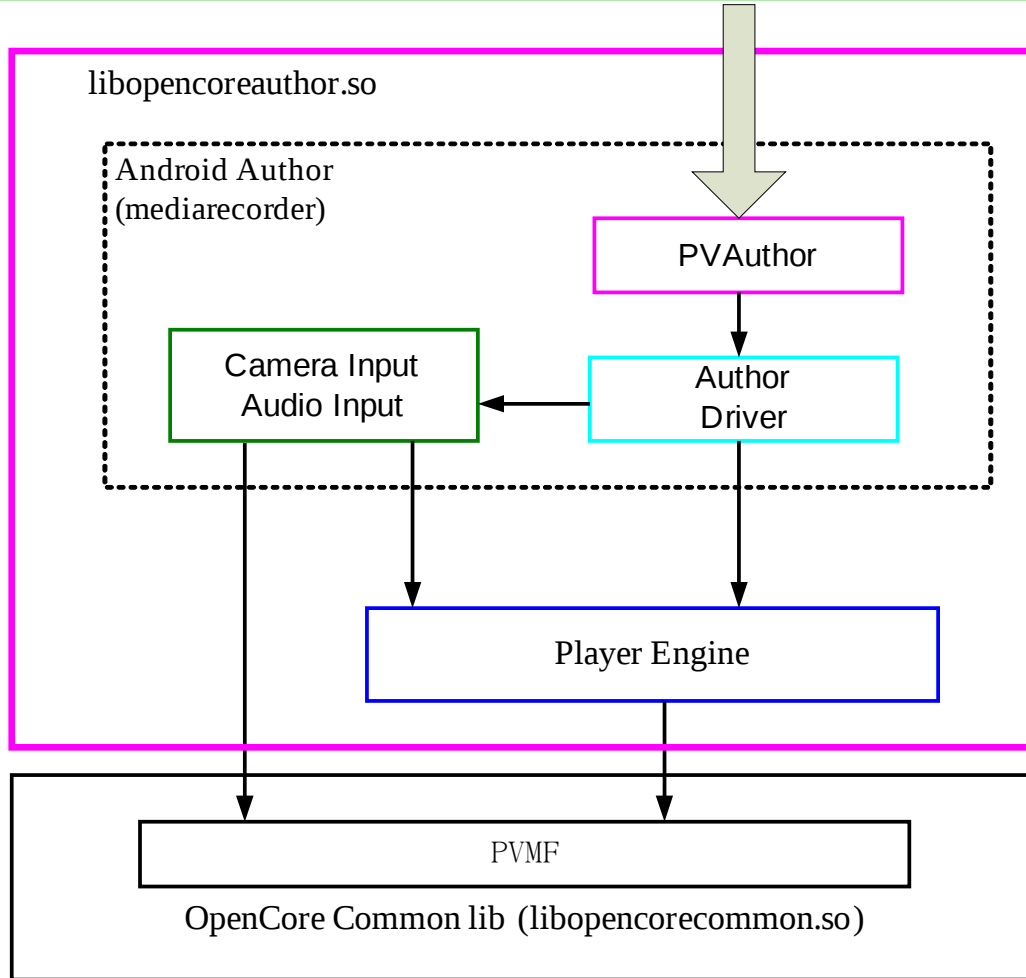 libopencoreauthor.so
Android Author
(mediarecorder)
PVAuthor
Camera Input
Audio Input
Author
Driver
Player Engine
PVMF
OpenCore Common lib (libopencorecommon.so)